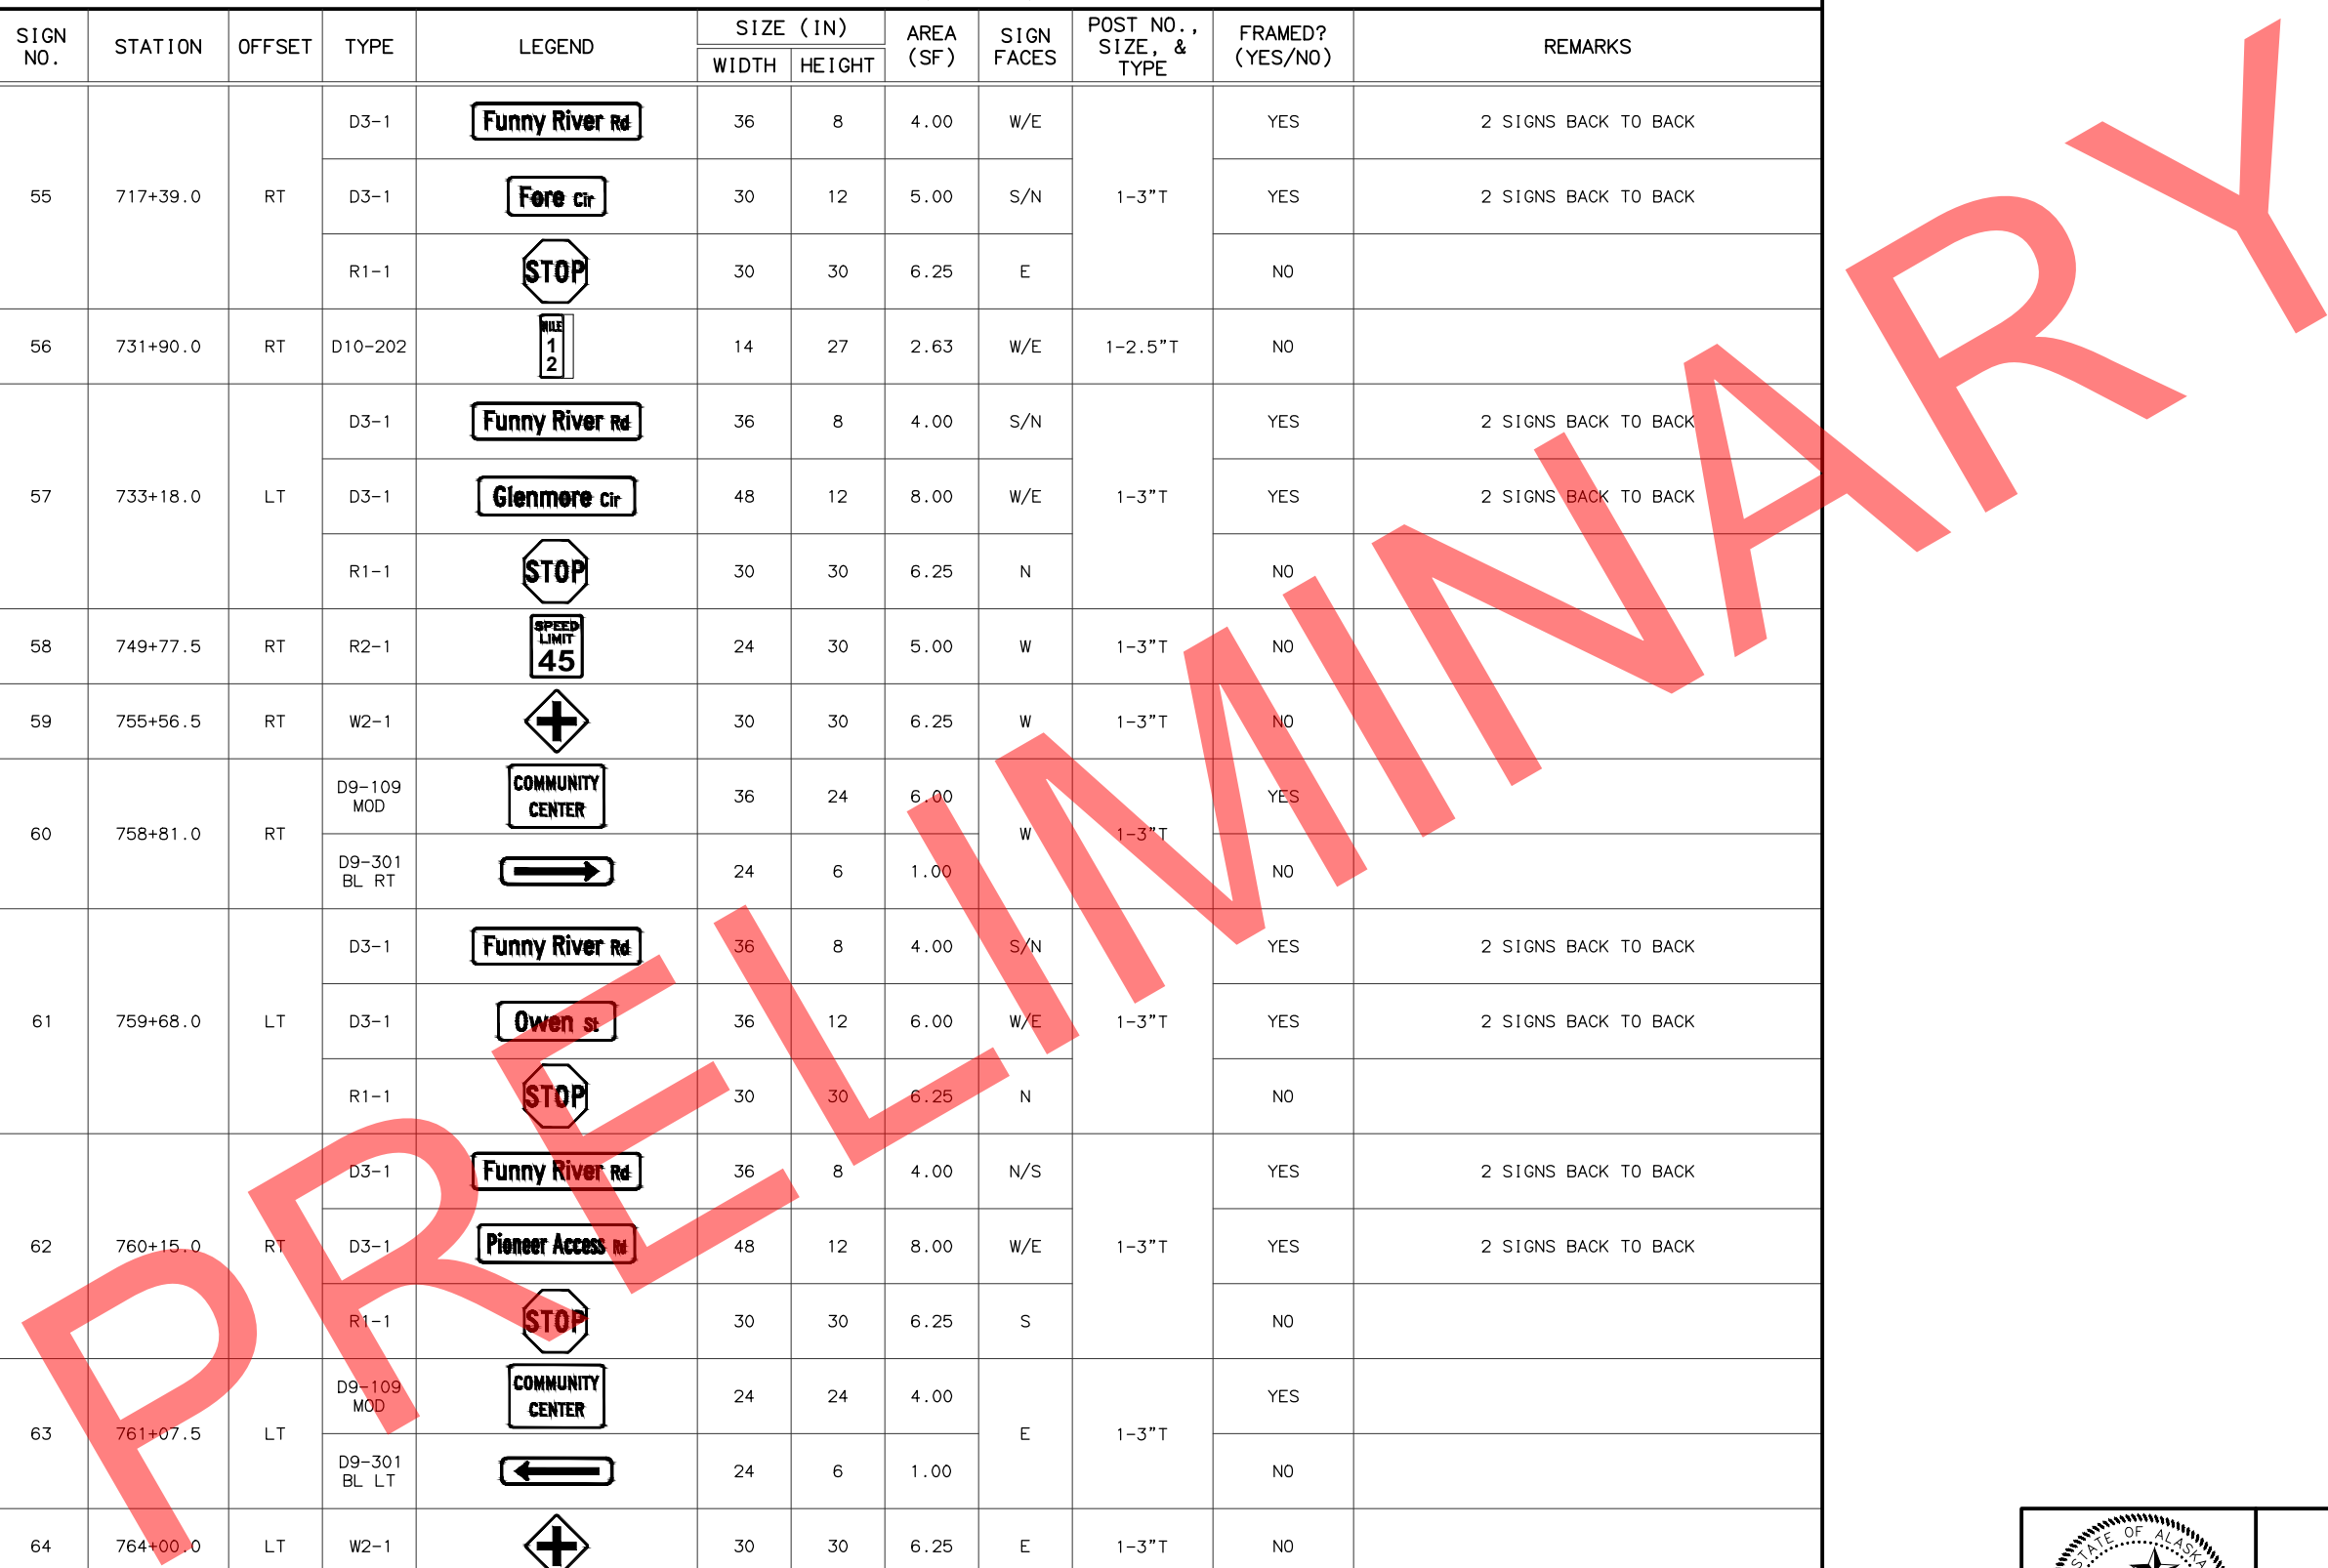 SIGN NO. STATION OFFSET TYPE LEGEND SIZE (IN) WIDTH HEIGHT AREA (SF) SIGN FACES POST NO., SIZE, & TYPE FRAMED? (YES/NO) REMARKS
D3-1 Funny River Rd 36 8 4.00 W/E YES 2 SIGNS BACK TO BACK
55 717+39.0 RT D3-1 Fore Cir 30 12 5.00 S/N 1-3"T YES 2 SIGNS BACK TO BACK
R1-1 STOP 30 30 6.25 E NO
56 731+90.0 RT D10-202 MILE 1 2 14 27 2.63 W/E 1-2.5"T NO
D3-1 Funny River Rd 36 8 4.00 S/N YES 2 SIGNS BACK TO BACK
57 733+18.0 LT D3-1 Glenmore Cir 48 12 8.00 W/E 1-3"T YES 2 SIGNS BACK TO BACK
R1-1 STOP 30 30 6.25 N NO
58 749+77.5 RT R2-1 SPEED LIMIT 45 24 30 5.00 W 1-3"T NO
59 755+56.5 RT W2-1 30 30 6.25 W 1-3"T NO
60 758+81.0 RT D9-109 MOD COMMUNITY CENTER 36 24 6.00 W 1-3"T YES
D9-301 BL RT 24 6 1.00 NO
D3-1 Funny River Rd 36 8 4.00 S/N YES 2 SIGNS BACK TO BACK
61 759+68.0 LT D3-1 Owen St 36 12 6.00 W/E 1-3"T YES 2 SIGNS BACK TO BACK
R1-1 STOP 30 30 6.25 N NO
D3-1 Funny River Rd 36 8 4.00 N/S YES 2 SIGNS BACK TO BACK
62 760+15.0 RT D3-1 Pioneer Access Rd 48 12 8.00 W/E 1-3"T YES 2 SIGNS BACK TO BACK
R1-1 STOP 30 30 6.25 S NO
63 761+07.5 LT D9-109 MOD COMMUNITY CENTER 24 24 4.00 E 1-3"T YES
D9-301 BL LT 24 6 1.00 NO
64 764+00.0 LT W2-1 30 30 6.25 E 1-3"T NO
PRELIMINARY
STATE OF ALASKA